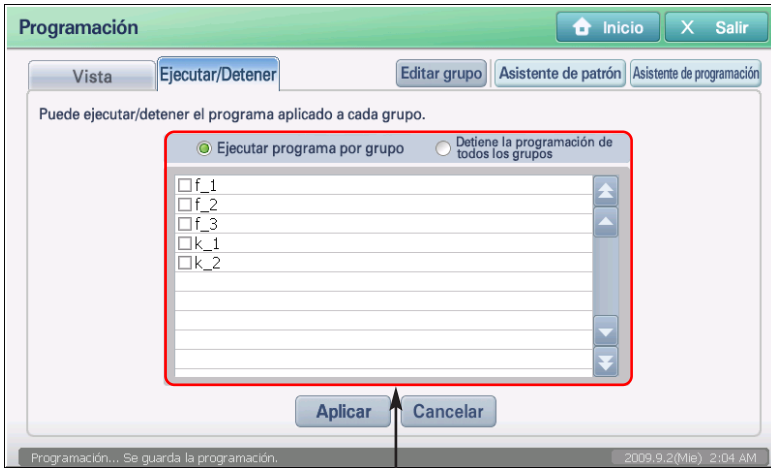 Programación
Inicio
X Salir
Vista
Ejecutar/Detener
Editar grupo
Asistente de patrón
Asistente de programación
Puede ejecutar/detener el programa aplicado a cada grupo.
Ejecutar programa por grupo
Detiene la programación de
todos los grupos
f_1
f_2
f_3
k_1
k_2
Aplicar
Cancelar
Programación... Se guarda la programación.
2009.9.2(Mie) 2:04 AM